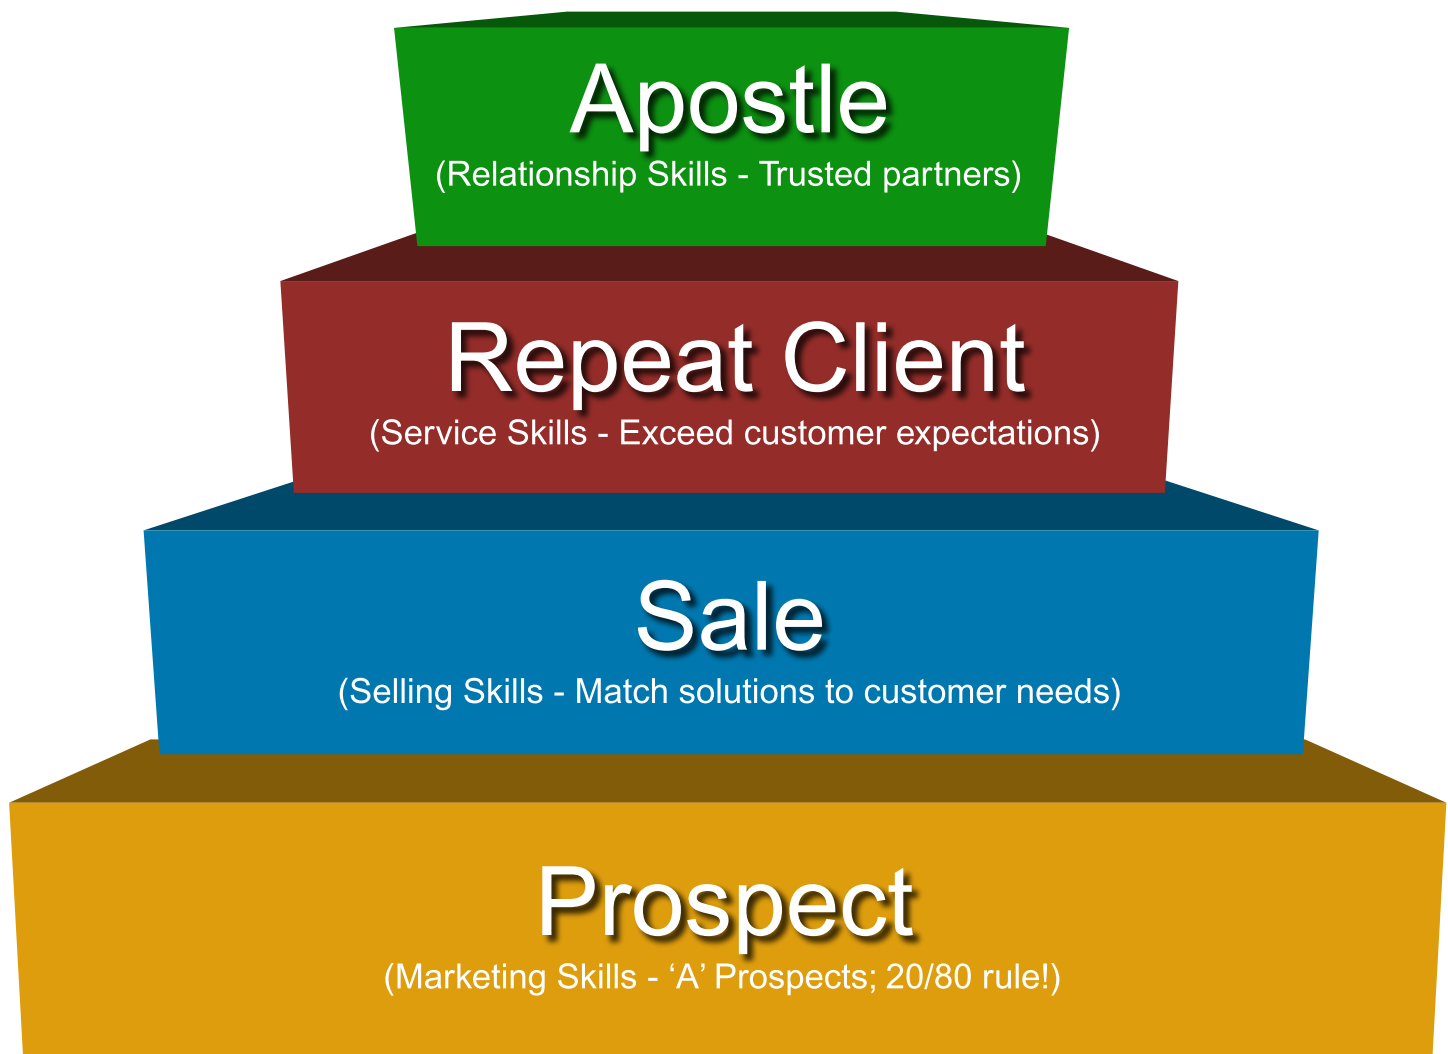 Apostle
(Relationship Skills - Trusted partners)
Repeat Client
(Service Skills - Exceed customer expectations)
Sale
(Selling Skills - Match solutions to customer needs)
Prospect
(Marketing Skills - ‘A’ Prospects; 20/80 rule!)